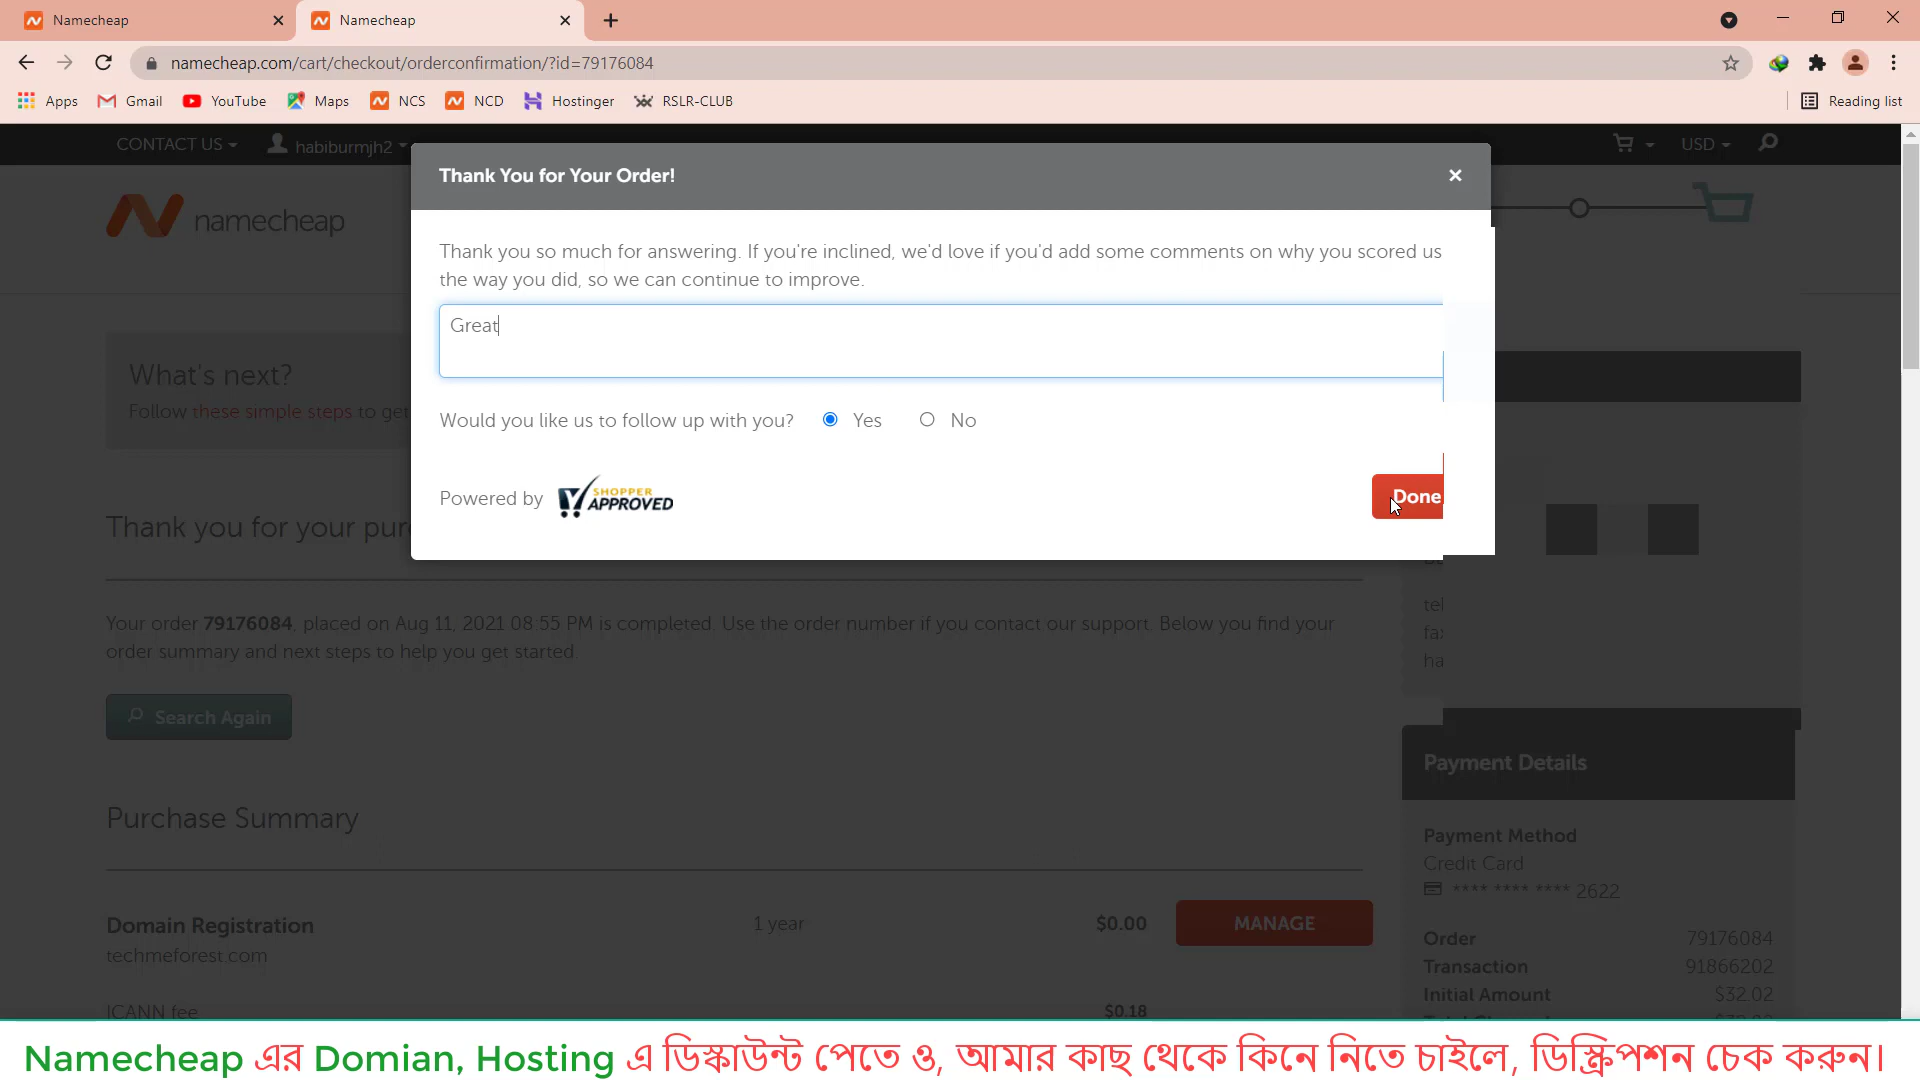 Namecheap
Namecheap
namecheap.com/cart/checkout/orderconfirmation/?id=79176084
Apps Gmail YouTube Maps NCS NCD Hostinger RSLR-CLUB Reading list
CONTACT US habiburmjh2 USD
namecheap
Thank You for Your Order!
Thank you so much for answering. If you're inclined, we'd love if you'd add some comments on why you scored us
the way you did, so we can continue to improve.
Great
Would you like us to follow up with you? Yes No
Powered by SHOPPER APPROVED
Done
What's next?
Follow these simple steps to get
Thank you for your pur
Your order 79176084, placed on Aug 11, 2021 08:55 PM is completed. Use the order number if you contact our support. Below you find your
order summary and next steps to help you get started.
tel
fax
ha
Search Again
Purchase Summary
Domain Registration 1 year $0.00 MANAGE
techmeforest.com
ICANN fee $0.18
Payment Details
Payment Method
Credit Card
**** **** **** 2622
Order 79176084
Transaction 91866202
Initial Amount $32.02
Namecheap এর Domian, Hosting এ ডিস্কাউন্ট পেতে ও, আমার কাছ থেকে কিনে নিতে চাইলে, ডিস্ক্রিপশন চেক করুন।